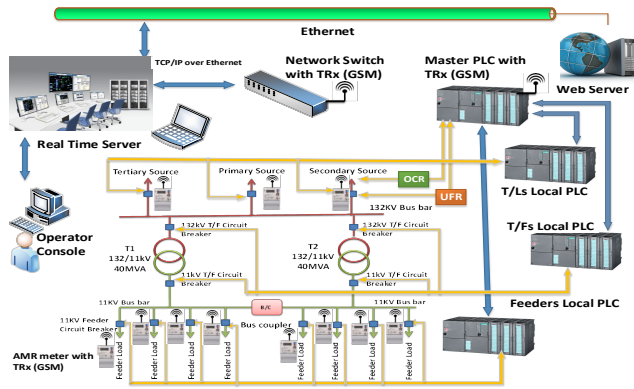 Ethernet
TCP/IP over Ethernet
Network Switch
with TRx (GSM)
Master PLC with
TRx (GSM)
Web Server
Real Time Server
Tertiary Source
Primary Source
Secondary Source
OCR
UFR
T/Ls Local PLC
132KV Bus bar
Operator
Console
132kV T/F Circuit
Breaker
132kV T/F Circuit
Breaker
T/Fs Local PLC
T1
132/11kV
40MVA
T2
132/11kV
40MVA
11kV T/F Circuit
Breaker
11kV T/F Circuit
Breaker
Feeders Local PLC
11KV Bus bar
B/C
11KV Bus bar
11KV Feeder
Circuit Breaker
Bus coupler
AMR meter with
TRx (GSM)
Feeder Load
Feeder Load
Feeder Load
Feeder Load
Feeder Load
Feeder Load
Feeder Load
Feeder Load